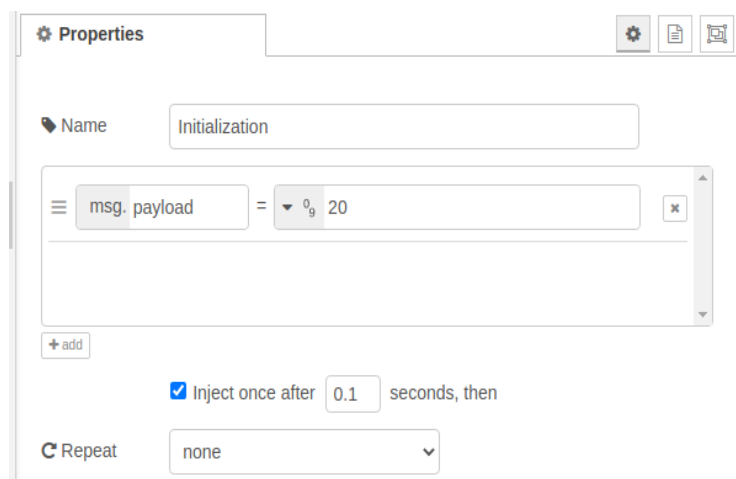 Properties
Name Initialization
msg. payload = 0 9 20
add
Inject once after 0.1 seconds, then
Repeat none